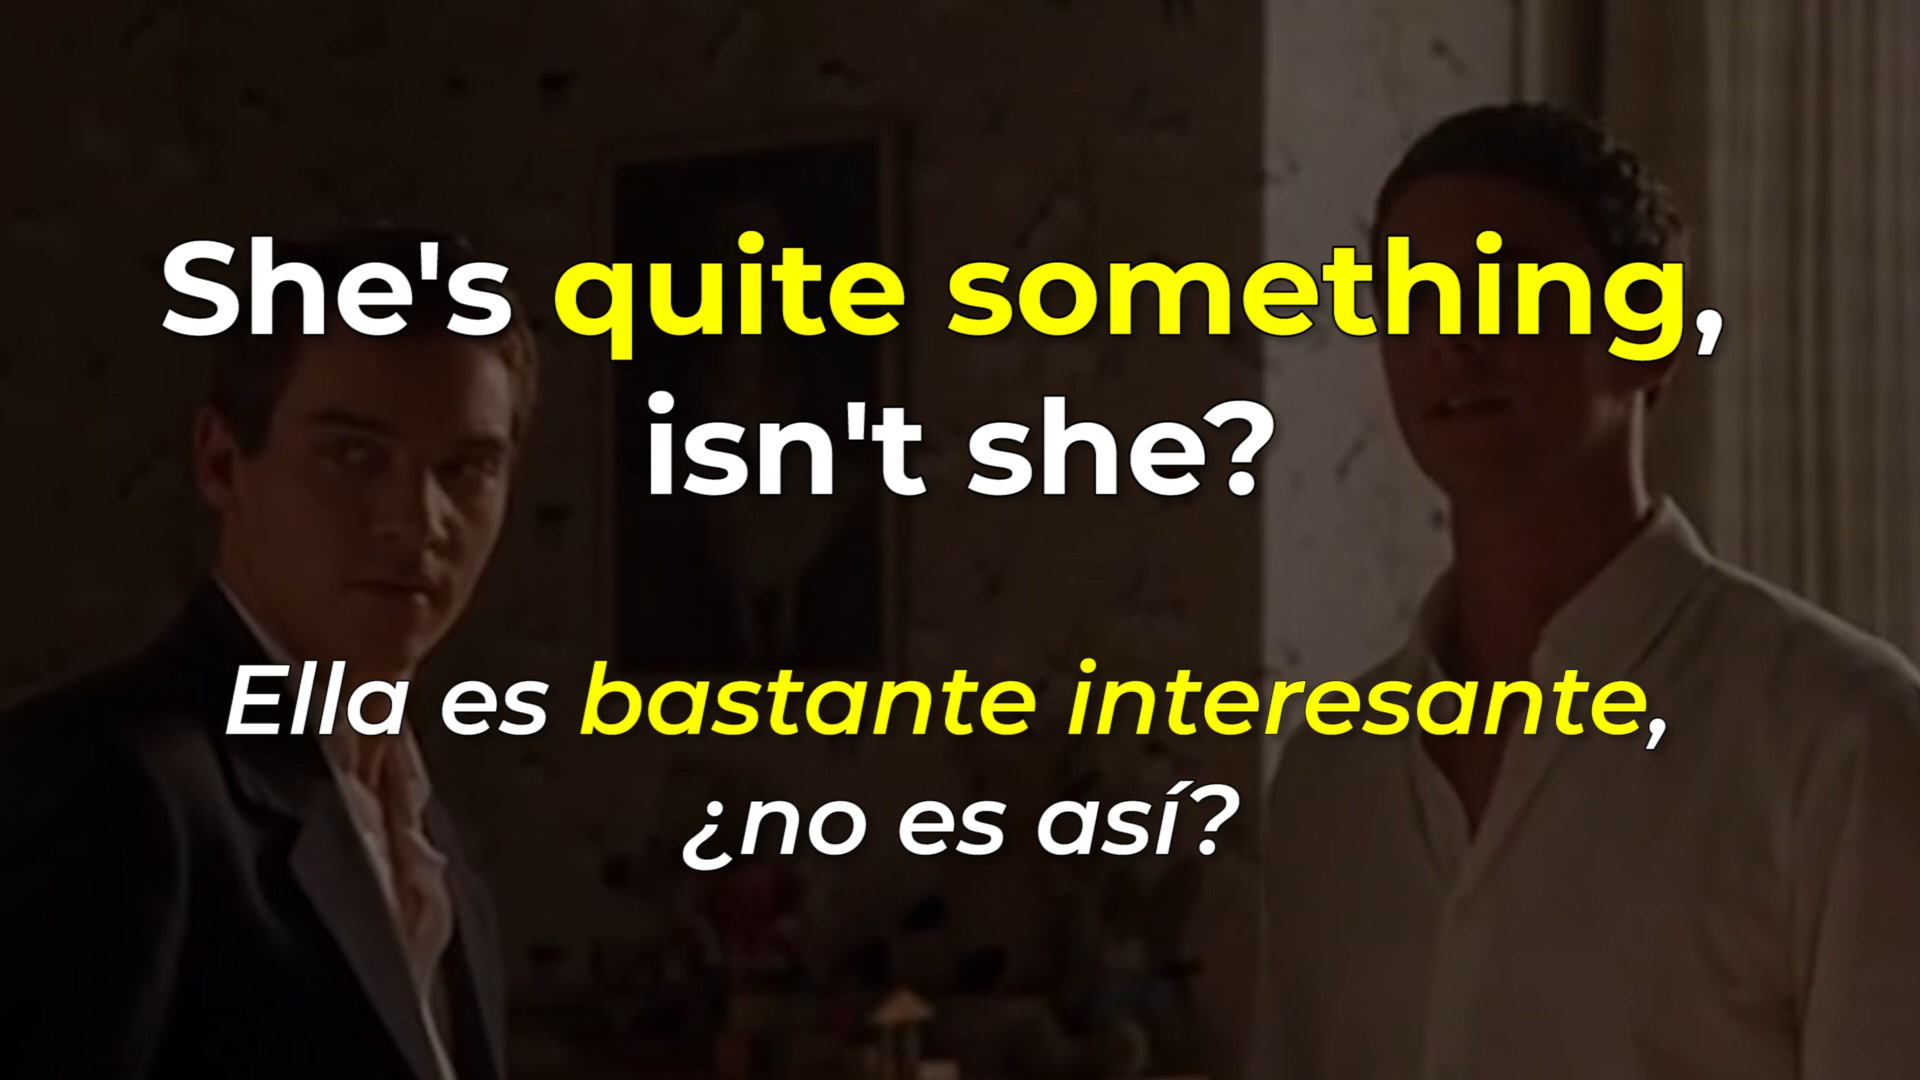 She's quite something,
isn't she?
Ella es bastante interesante,
¿no es así?